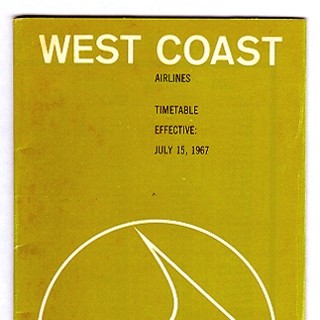 WEST COAST
AIRLINES
TIMETABLE
EFFECTIVE:
JULY 15, 1967